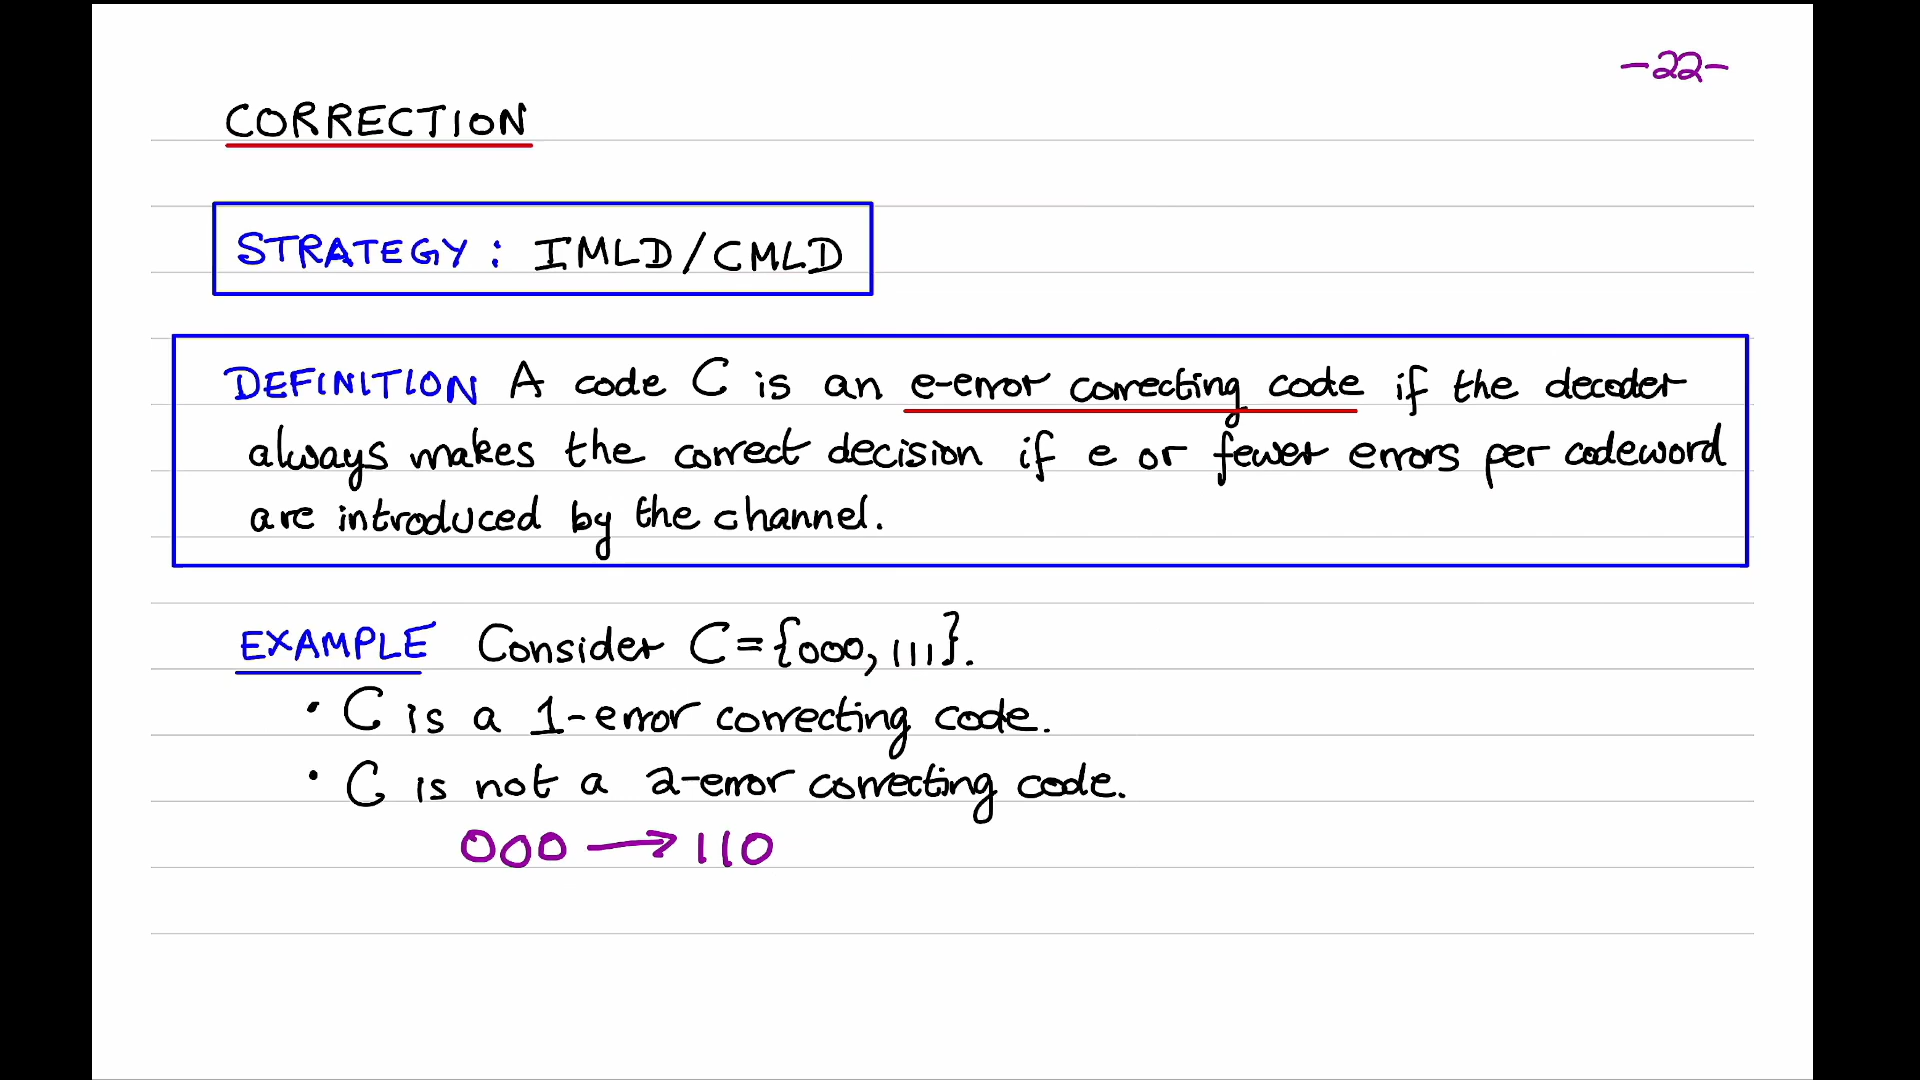 -22-
CORRECTION
STRATEGY: IMLD/CMLD
DEFINITION A code C is an e-error correcting code if the decoder
always makes the correct decision if e or fewer errors per codeword
are introduced by the channel.
EXAMPLE Consider C={000, 111}.
• C is a 1-error correcting code.
• C is not a 2-error correcting code.
000 → 110